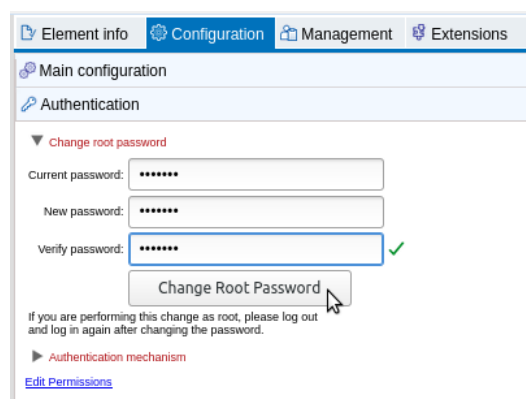 Element info Configuration Management Extensions
Main configuration
Authentication
Change root password
Current password: •••••••
New password: •••••••
Verify password: •••••••
Change Root Password
If you are performing this change as root, please log out
and log in again after changing the password.
Authentication mechanism
Edit Permissions